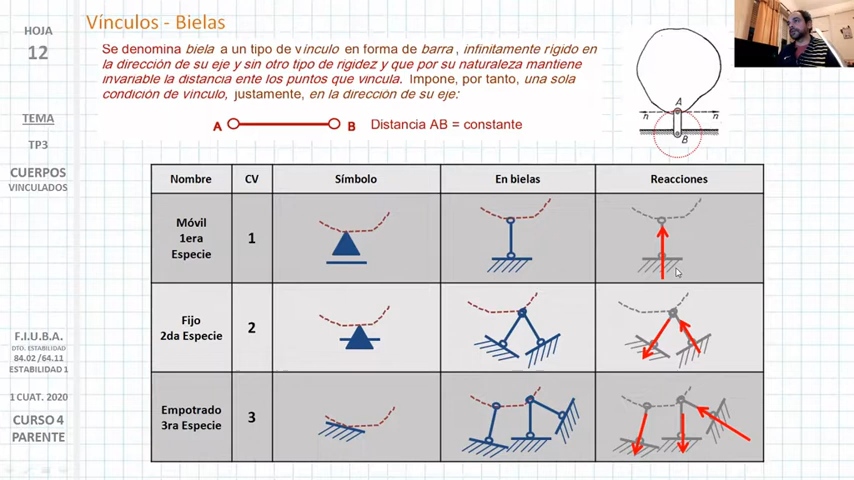 HOJA
12
TEMA
TP3
CUERPOS
VINCULADOS
F.I.U.B.A.
DTO. ESTABILIDAD
84.02 /64.11
ESTABILIDAD 1
1 CUAT. 2020
CURSO 4
PARENTE
Vínculos - Bielas
Se denomina biela a un tipo de vínculo en forma de barra, infinitamente rígido en
la dirección de su eje y sin otro tipo de rigidez y que por su naturaleza mantiene
invariable la distancia ente los puntos que vincula. Impone, por tanto, una sola
condición de vinculo, justamente, en la dirección de su eje:
A B Distancia AB = constante
A
n n
B
Nombre CV Símbolo En bielas Reacciones
Móvil
1era
Especie
1
Fijo
2da Especie
2
Empotrado
3ra Especie
3